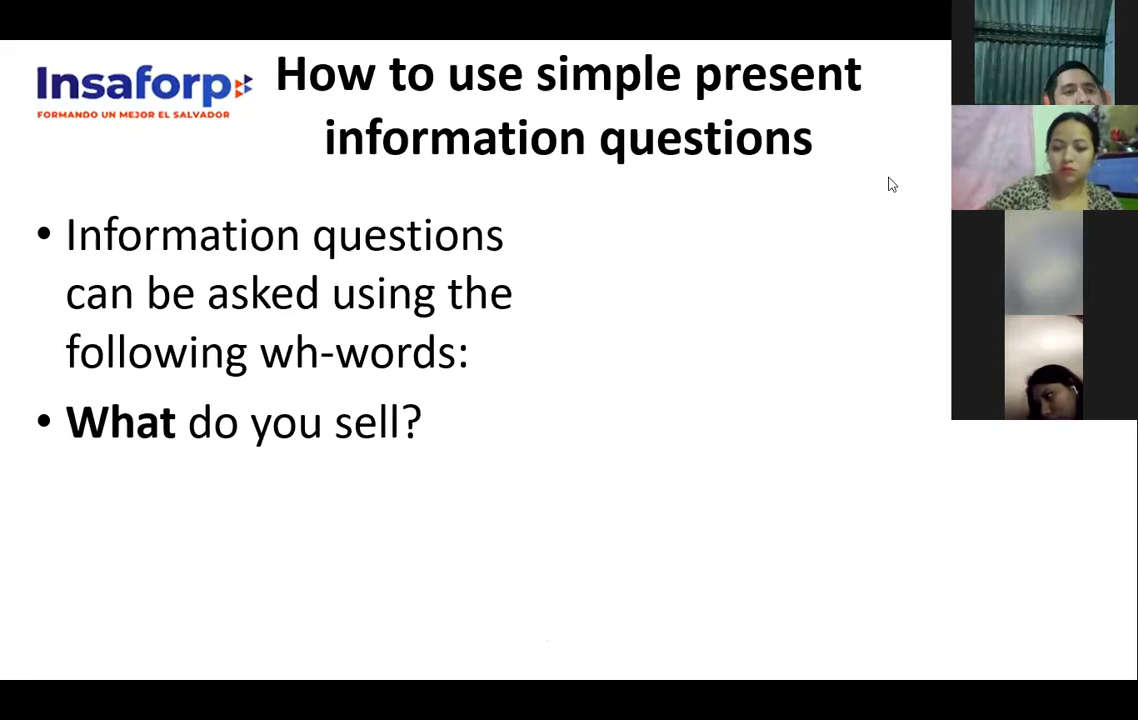 Insaforp
FORMANDO UN MEJOR EL SALVADOR
How to use simple present
information questions
• Information questions
can be asked using the
following wh-words:
• What do you sell?